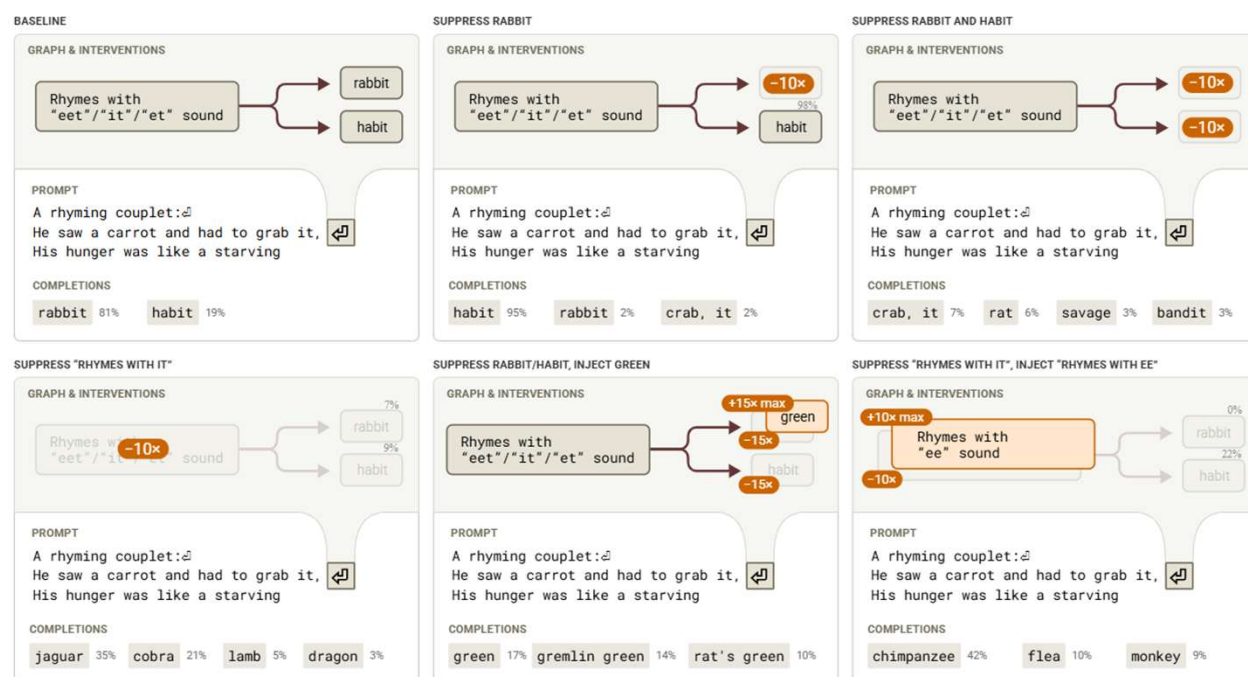 BASELINE
GRAPH & INTERVENTIONS
Rhymes with
"eet"/"it"/"et" sound
rabbit
habit
PROMPT
A rhyming couplet:⏎
He saw a carrot and had to grab it, ⏎
His hunger was like a starving
COMPLETIONS
rabbit 81% habit 19%
SUPPRESS RABBIT
GRAPH & INTERVENTIONS
Rhymes with
"eet"/"it"/"et" sound
−10×
98%
habit
PROMPT
A rhyming couplet:⏎
He saw a carrot and had to grab it, ⏎
His hunger was like a starving
COMPLETIONS
habit 95% rabbit 2% crab, it 2%
SUPPRESS RABBIT AND HABIT
GRAPH & INTERVENTIONS
Rhymes with
"eet"/"it"/"et" sound
−10×
−10×
PROMPT
A rhyming couplet:⏎
He saw a carrot and had to grab it, ⏎
His hunger was like a starving
COMPLETIONS
crab, it 7% rat 6% savage 3% bandit 3%
SUPPRESS "RHYMES WITH IT"
GRAPH & INTERVENTIONS
Rhymes
"eet"/"it"/"et" sound
−10×
7%
rabbit
9%
habit
PROMPT
A rhyming couplet:⏎
He saw a carrot and had to grab it, ⏎
His hunger was like a starving
COMPLETIONS
jaguar 35% cobra 21% lamb 5% dragon 3%
SUPPRESS RABBIT/HABIT, INJECT GREEN
GRAPH & INTERVENTIONS
Rhymes with
"eet"/"it"/"et" sound
+15× max
green
−15×
habit
−15×
PROMPT
A rhyming couplet:⏎
He saw a carrot and had to grab it, ⏎
His hunger was like a starving
COMPLETIONS
green 17% gremlin green 14% rat's green 10%
SUPPRESS "RHYMES WITH IT", INJECT "RHYMES WITH EE"
GRAPH & INTERVENTIONS
+10× max
Rhymes with
"ee" sound
−10×
0%
rabbit
22%
habit
PROMPT
A rhyming couplet:⏎
He saw a carrot and had to grab it, ⏎
His hunger was like a starving
COMPLETIONS
chimpanzee 42% flea 10% monkey 9%